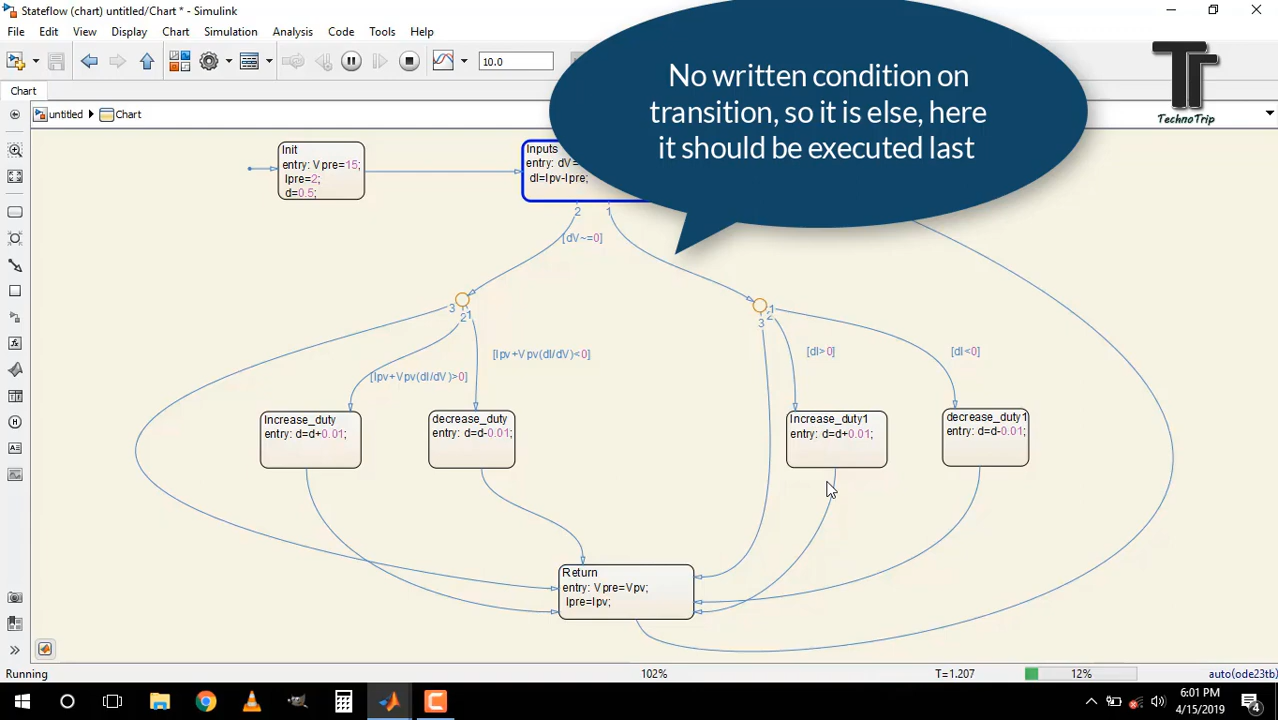 Stateflow (chart) untitled/Chart * - Simulink
File Edit View Display Chart Simulation Analysis Code Tools Help
10.0
No written condition on
transition, so it is else, here
it should be executed last
TT
TechnoTrip
Chart
untitled Chart
Init
entry: Vpre=15;
Ipre=2;
d=0.5;
Inputs
entry: dV=
dI=Ipv-Ipre;
2 1
[dV~=0]
3
2 1
1
2
3
[Ipv+Vpv(dI/dV)<0]
[Ipv+Vpv(dI/dV)>0]
[dI>0]
[dI<0]
Increase_duty
entry: d=d+0.01;
decrease_duty
entry: d=d-0.01;
Increase_duty1
entry: d=d+0.01;
decrease_duty1
entry: d=d-0.01;
Return
entry: Vpre=Vpv;
Ipre=Ipv;
Running 102% T=1.207 12% auto(ode23tb)
6:01 PM
4/15/2019
4